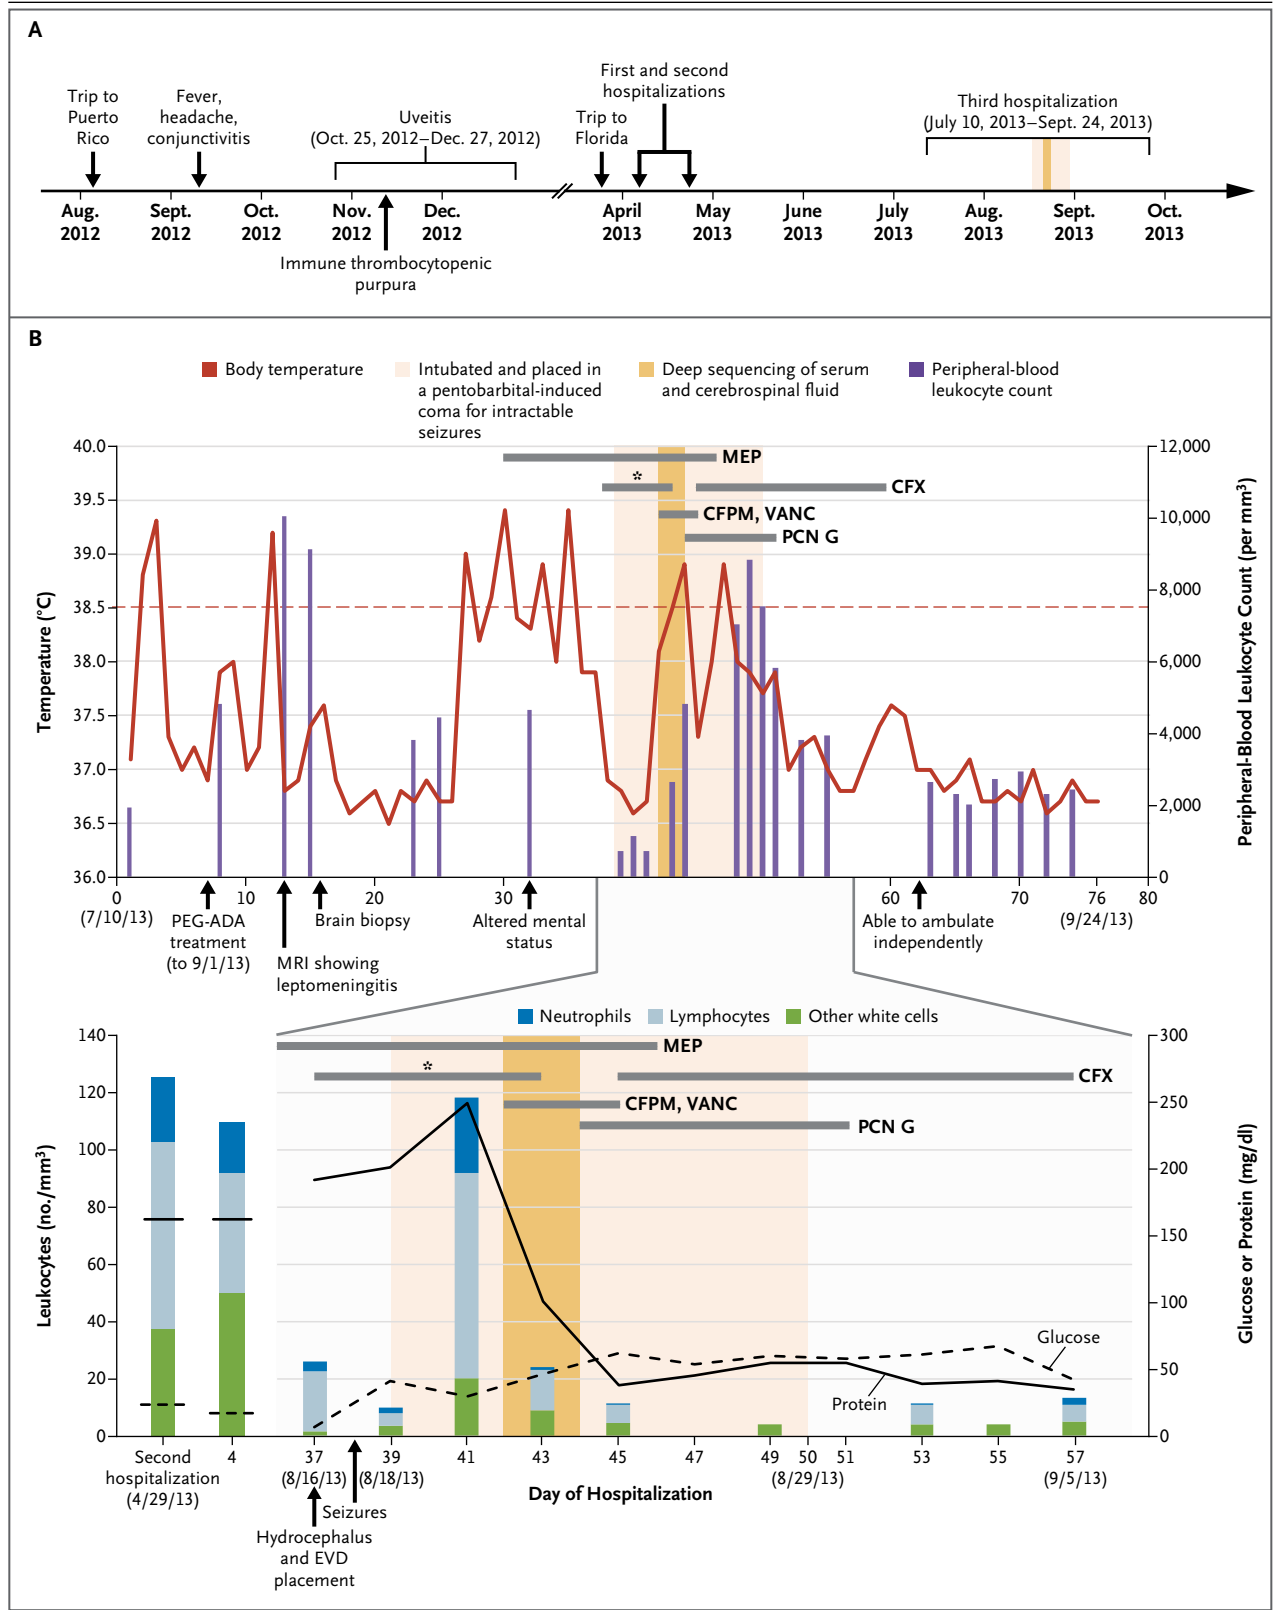 A
Trip to
Puerto
Rico
Fever,
headache,
conjunctivitis
Uveitis
(Oct. 25, 2012–Dec. 27, 2012)
Trip to
Florida
First and second
hospitalizations
Third hospitalization
(July 10, 2013–Sept. 24, 2013)
Aug.
2012
Sept.
2012
Oct.
2012
Nov.
2012
Dec.
2012
April
2013
May
2013
June
2013
July
2013
Aug.
2013
Sept.
2013
Oct.
2013
Immune thrombocytopenic
purpura
B
Body temperature
Intubated and placed in
a pentobarbital-induced
coma for intractable
seizures
Deep sequencing of serum
and cerebrospinal fluid
Peripheral-blood
leukocyte count
Temperature (°C)
40.0
39.5
39.0
38.5
38.0
37.5
37.0
36.5
36.0
MEP
*
CFX
CFPM, VANC
PCN G
12,000
10,000
8,000
6,000
4,000
2,000
0
Peripheral-Blood Leukocyte Count (per mm³)
0
(7/10/13)
10
20
30
60
70
76
(9/24/13)
80
PEG-ADA
treatment
(to 9/1/13)
MRI showing
leptomeningitis
Brain biopsy
Altered mental
status
Able to ambulate
independently
Neutrophils
Lymphocytes
Other white cells
Leukocytes (no./mm³)
140
120
100
80
60
40
20
0
MEP
*
CFX
CFPM, VANC
PCN G
Glucose
Protein
300
250
200
150
100
50
0
Glucose or Protein (mg/dl)
Second
hospitalization
(4/29/13)
4
37
(8/16/13)
39
(8/18/13)
41
43
45
47
49
50
(8/29/13)
51
53
55
57
(9/5/13)
Day of Hospitalization
Seizures
Hydrocephalus
and EVD
placement